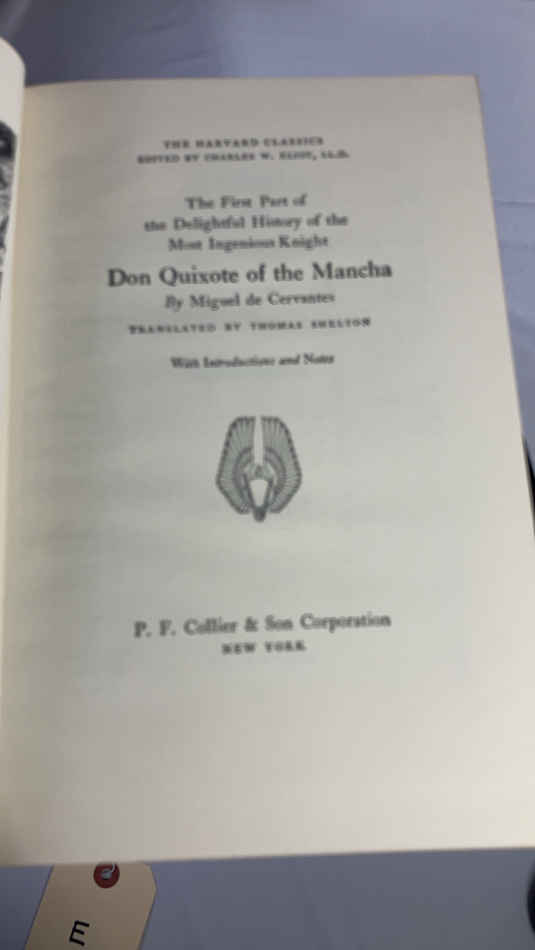 THE HARVARD CLASSICS
EDITED BY CHARLES W. ELIOT, LL.D.
The First Part of
the Delightful History of the
Most Ingenious Knight
Don Quixote of the Mancha
By Miguel de Cervantes
TRANSLATED BY THOMAS SHELTON
With Introductions and Notes
P. F. Collier & Son Corporation
NEW YORK
E